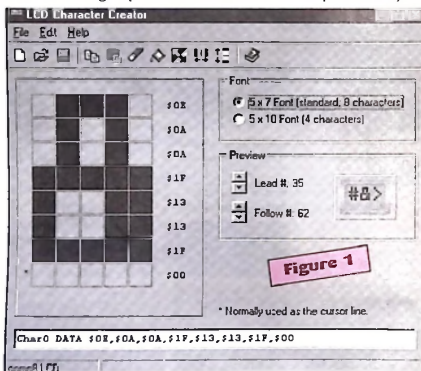 LCD Character Creator
File Edit Help
Font
5 x 7 Font (standard, 8 characters)
5 x 10 Font (4 characters)
$0E
$0A
$0A
$1F
$13
$13
$1F
$00
Preview
Lead #: 35
Follow #: 62
#&>
Figure 1
*
* Normally used as the cursor line.
Char0 DATA $0E,$0A,$0A,$1F,$13,$13,$1F,$00